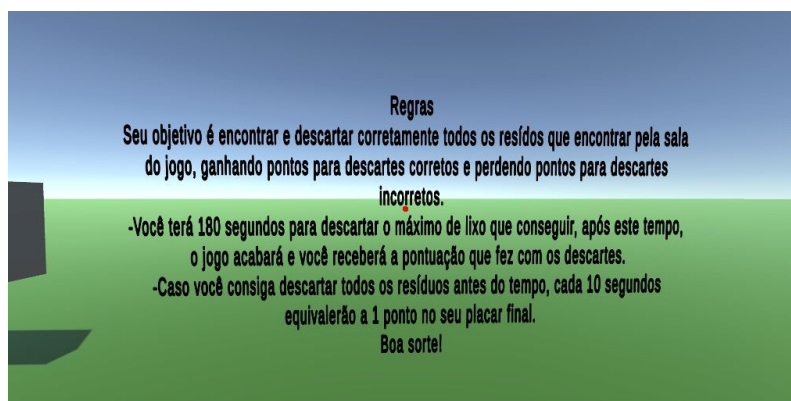 Regras
Seu objetivo é encontrar e descartar corretamente todos os resídos que encontrar pela sala
do jogo, ganhando pontos para descartes corretos e perdendo pontos para descartes
incorretos.
-Você terá 180 segundos para descartar o máximo de lixo que conseguir, após este tempo,
o jogo acabará e você receberá a pontuação que fez com os descartes.
-Caso você consiga descartar todos os resíduos antes do tempo, cada 10 segundos
equivalerão a 1 ponto no seu placar final.
Boa sorte!